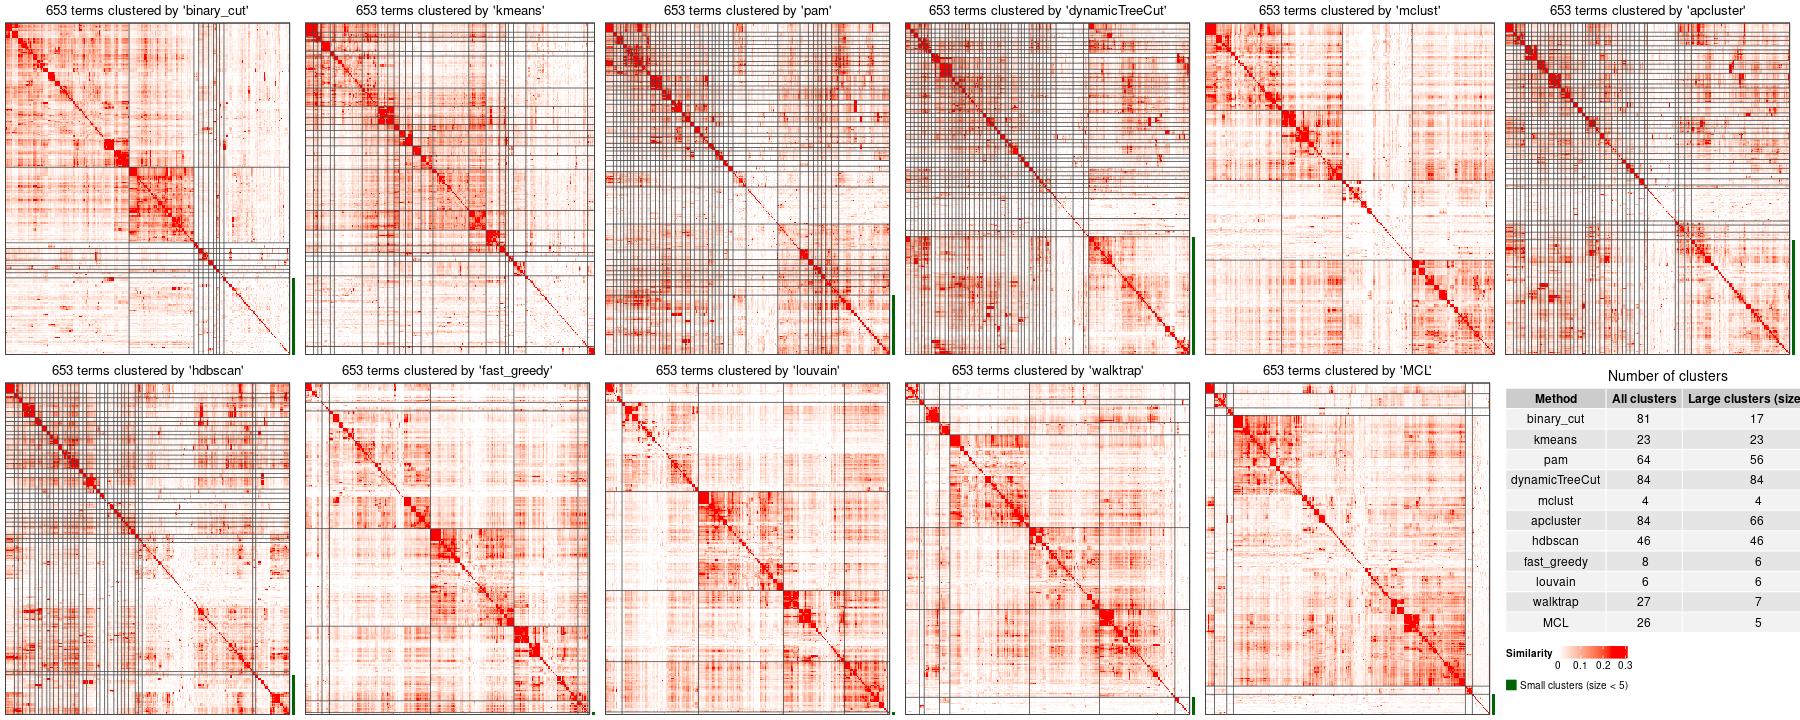 653 terms clustered by 'binary_cut'
653 terms clustered by 'kmeans'
653 terms clustered by 'pam'
653 terms clustered by 'dynamicTreeCut'
653 terms clustered by 'mclust'
653 terms clustered by 'apcluster'
653 terms clustered by 'hdbscan'
653 terms clustered by 'fast_greedy'
653 terms clustered by 'louvain'
653 terms clustered by 'walktrap'
653 terms clustered by 'MCL'
Number of clusters
Method All clusters Large clusters (size
binary_cut 81 17
kmeans 23 23
pam 64 56
dynamicTreeCut 84 84
mclust 4 4
apcluster 84 66
hdbscan 46 46
fast_greedy 8 6
louvain 6 6
walktrap 27 7
MCL 26 5
Similarity
0 0.1 0.2 0.3
Small clusters (size < 5)